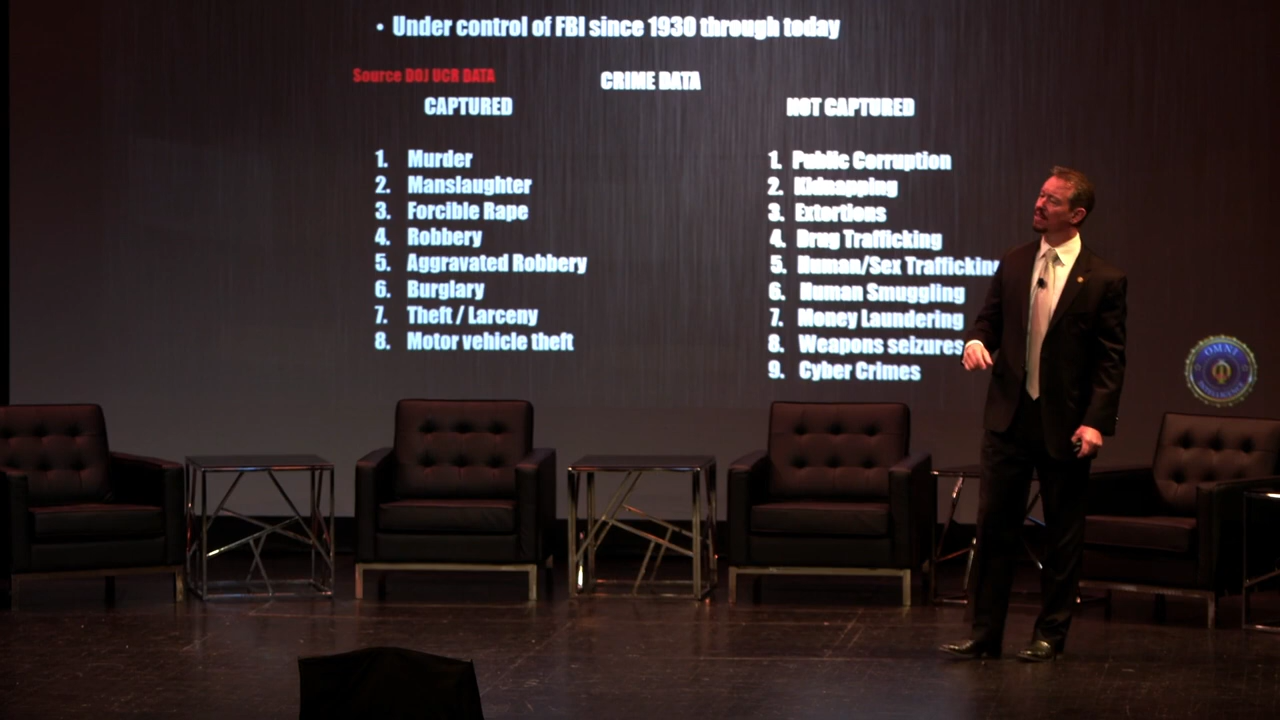 • Under control of FBI since 1930 through today
Source DOJ UCR DATA
CRIME DATA
CAPTURED
NOT CAPTURED
1. Murder
2. Manslaughter
3. Forcible Rape
4. Robbery
5. Aggravated Robbery
6. Burglary
7. Theft / Larceny
8. Motor vehicle theft
1. Public Corruption
2. Kidnapping
3. Extortions
4. Drug Trafficking
5. Human/Sex Trafficking
6. Human Smuggling
7. Money Laundering
8. Weapons seizures
9. Cyber Crimes
OMNI